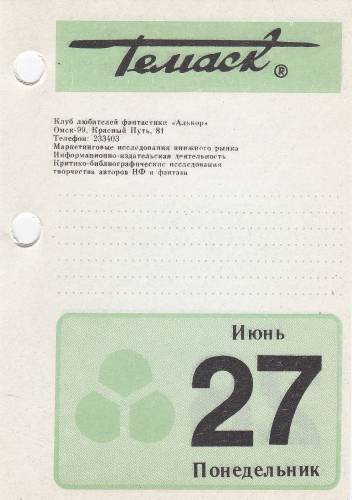 Темаск ®
Клуб любителей фантастики «Алькор»
Омск-99, Красный Путь, 81
Телефон: 233403
Маркетинговые исследования книжного рынка
Информационно-издательская деятельность
Критико-библиографические исследования
творчества авторов НФ и фэнтази
Июнь
27
Понедельник